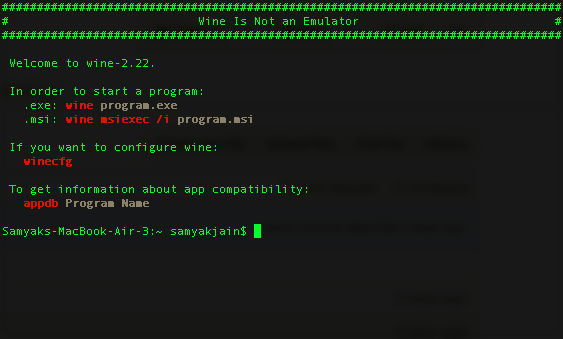 ################################################################################
#                           Wine Is Not an Emulator                            #
################################################################################
Welcome to wine-2.22.
In order to start a program:
.exe: wine program.exe
.msi: wine msiexec /i program.msi
If you want to configure wine:
winecfg
To get information about app compatibility:
appdb Program Name
Samyaks-MacBook-Air-3:~ samyakjain$